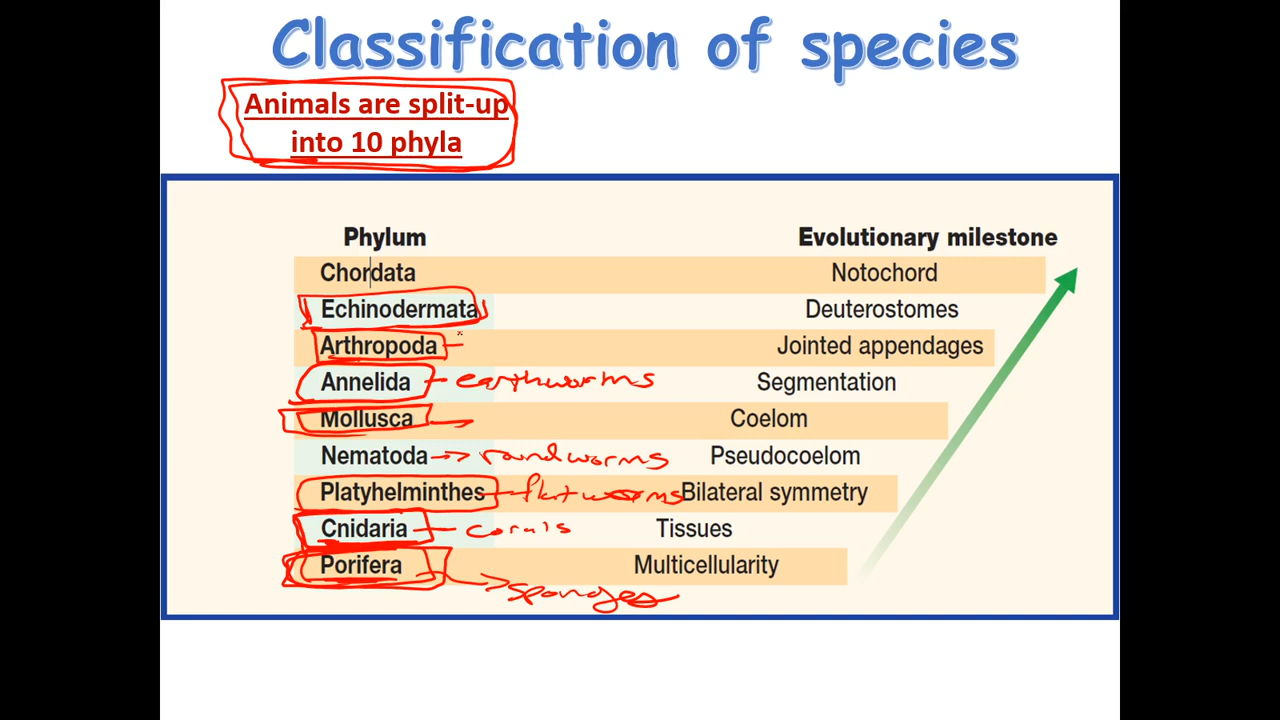 Classification of species
Animals are split-up
into 10 phyla
Phylum Evolutionary milestone
Chordata Notochord
Echinodermata Deuterostomes
Arthropoda Jointed appendages
Annelida earthworms Segmentation
Mollusca Coelom
Nematoda roundworms Pseudocoelom
Platyhelminthes flatworms Bilateral symmetry
Cnidaria corals Tissues
Porifera Multicellularity
sponges